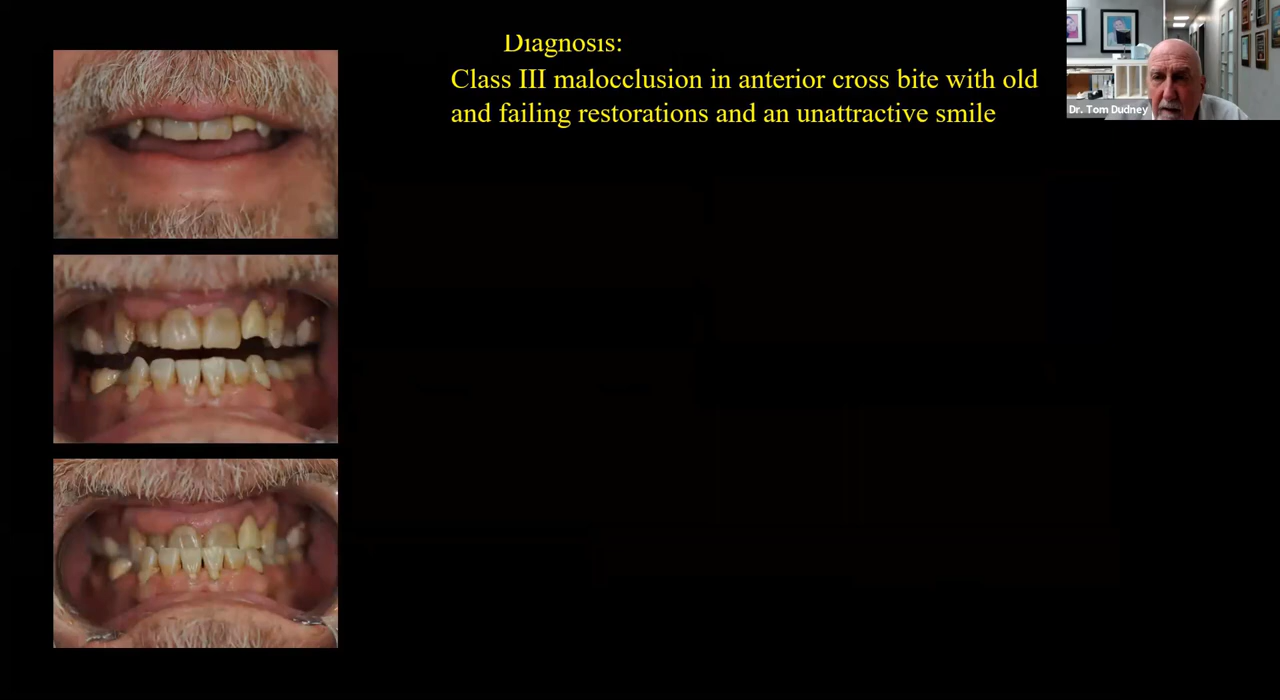 Diagnosis:
Class III malocclusion in anterior cross bite with old
and failing restorations and an unattractive smile
Dr. Tom Dudney